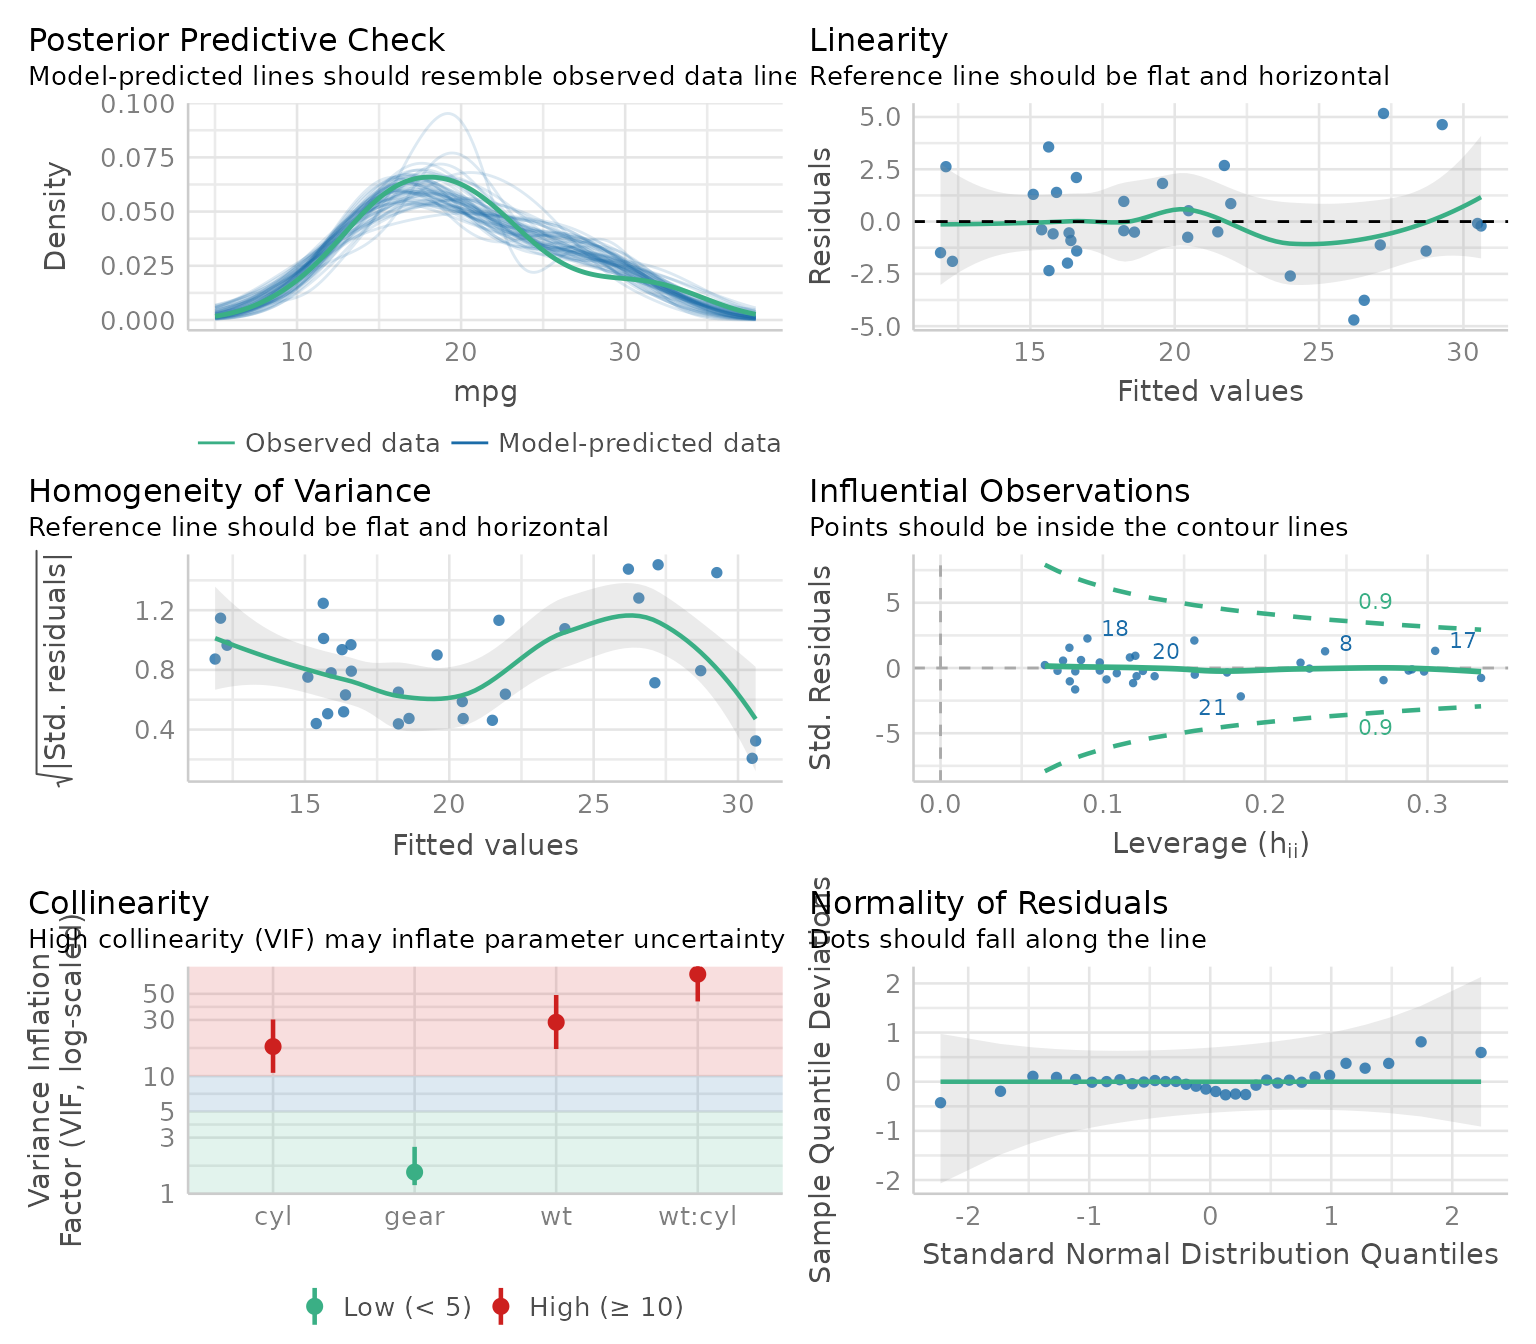 Posterior Predictive Check
Model-predicted lines should resemble observed data line
0.100
0.075
0.050
0.025
0.000
Density
10 20 30
mpg
Observed data Model-predicted data
Linearity
Reference line should be flat and horizontal
5.0
2.5
0.0
-2.5
-5.0
Residuals
15 20 25 30
Fitted values
Homogeneity of Variance
Reference line should be flat and horizontal
1.2
0.8
0.4
√|Std. residuals|
15 20 25 30
Fitted values
Influential Observations
Points should be inside the contour lines
5
0
-5
Std. Residuals
0.9
18
20
8
17
21
0.9
0.0 0.1 0.2 0.3
Leverage (hii)
Collinearity
High collinearity (VIF) may inflate parameter uncertainty
50
30
10
5
3
1
Variance Inflation
Factor (VIF, log-scaled)
cyl gear wt wt:cyl
Low (< 5) High (≥ 10)
Normality of Residuals
Dots should fall along the line
2
1
0
-1
-2
Sample Quantile Deviations
-2 -1 0 1 2
Standard Normal Distribution Quantiles